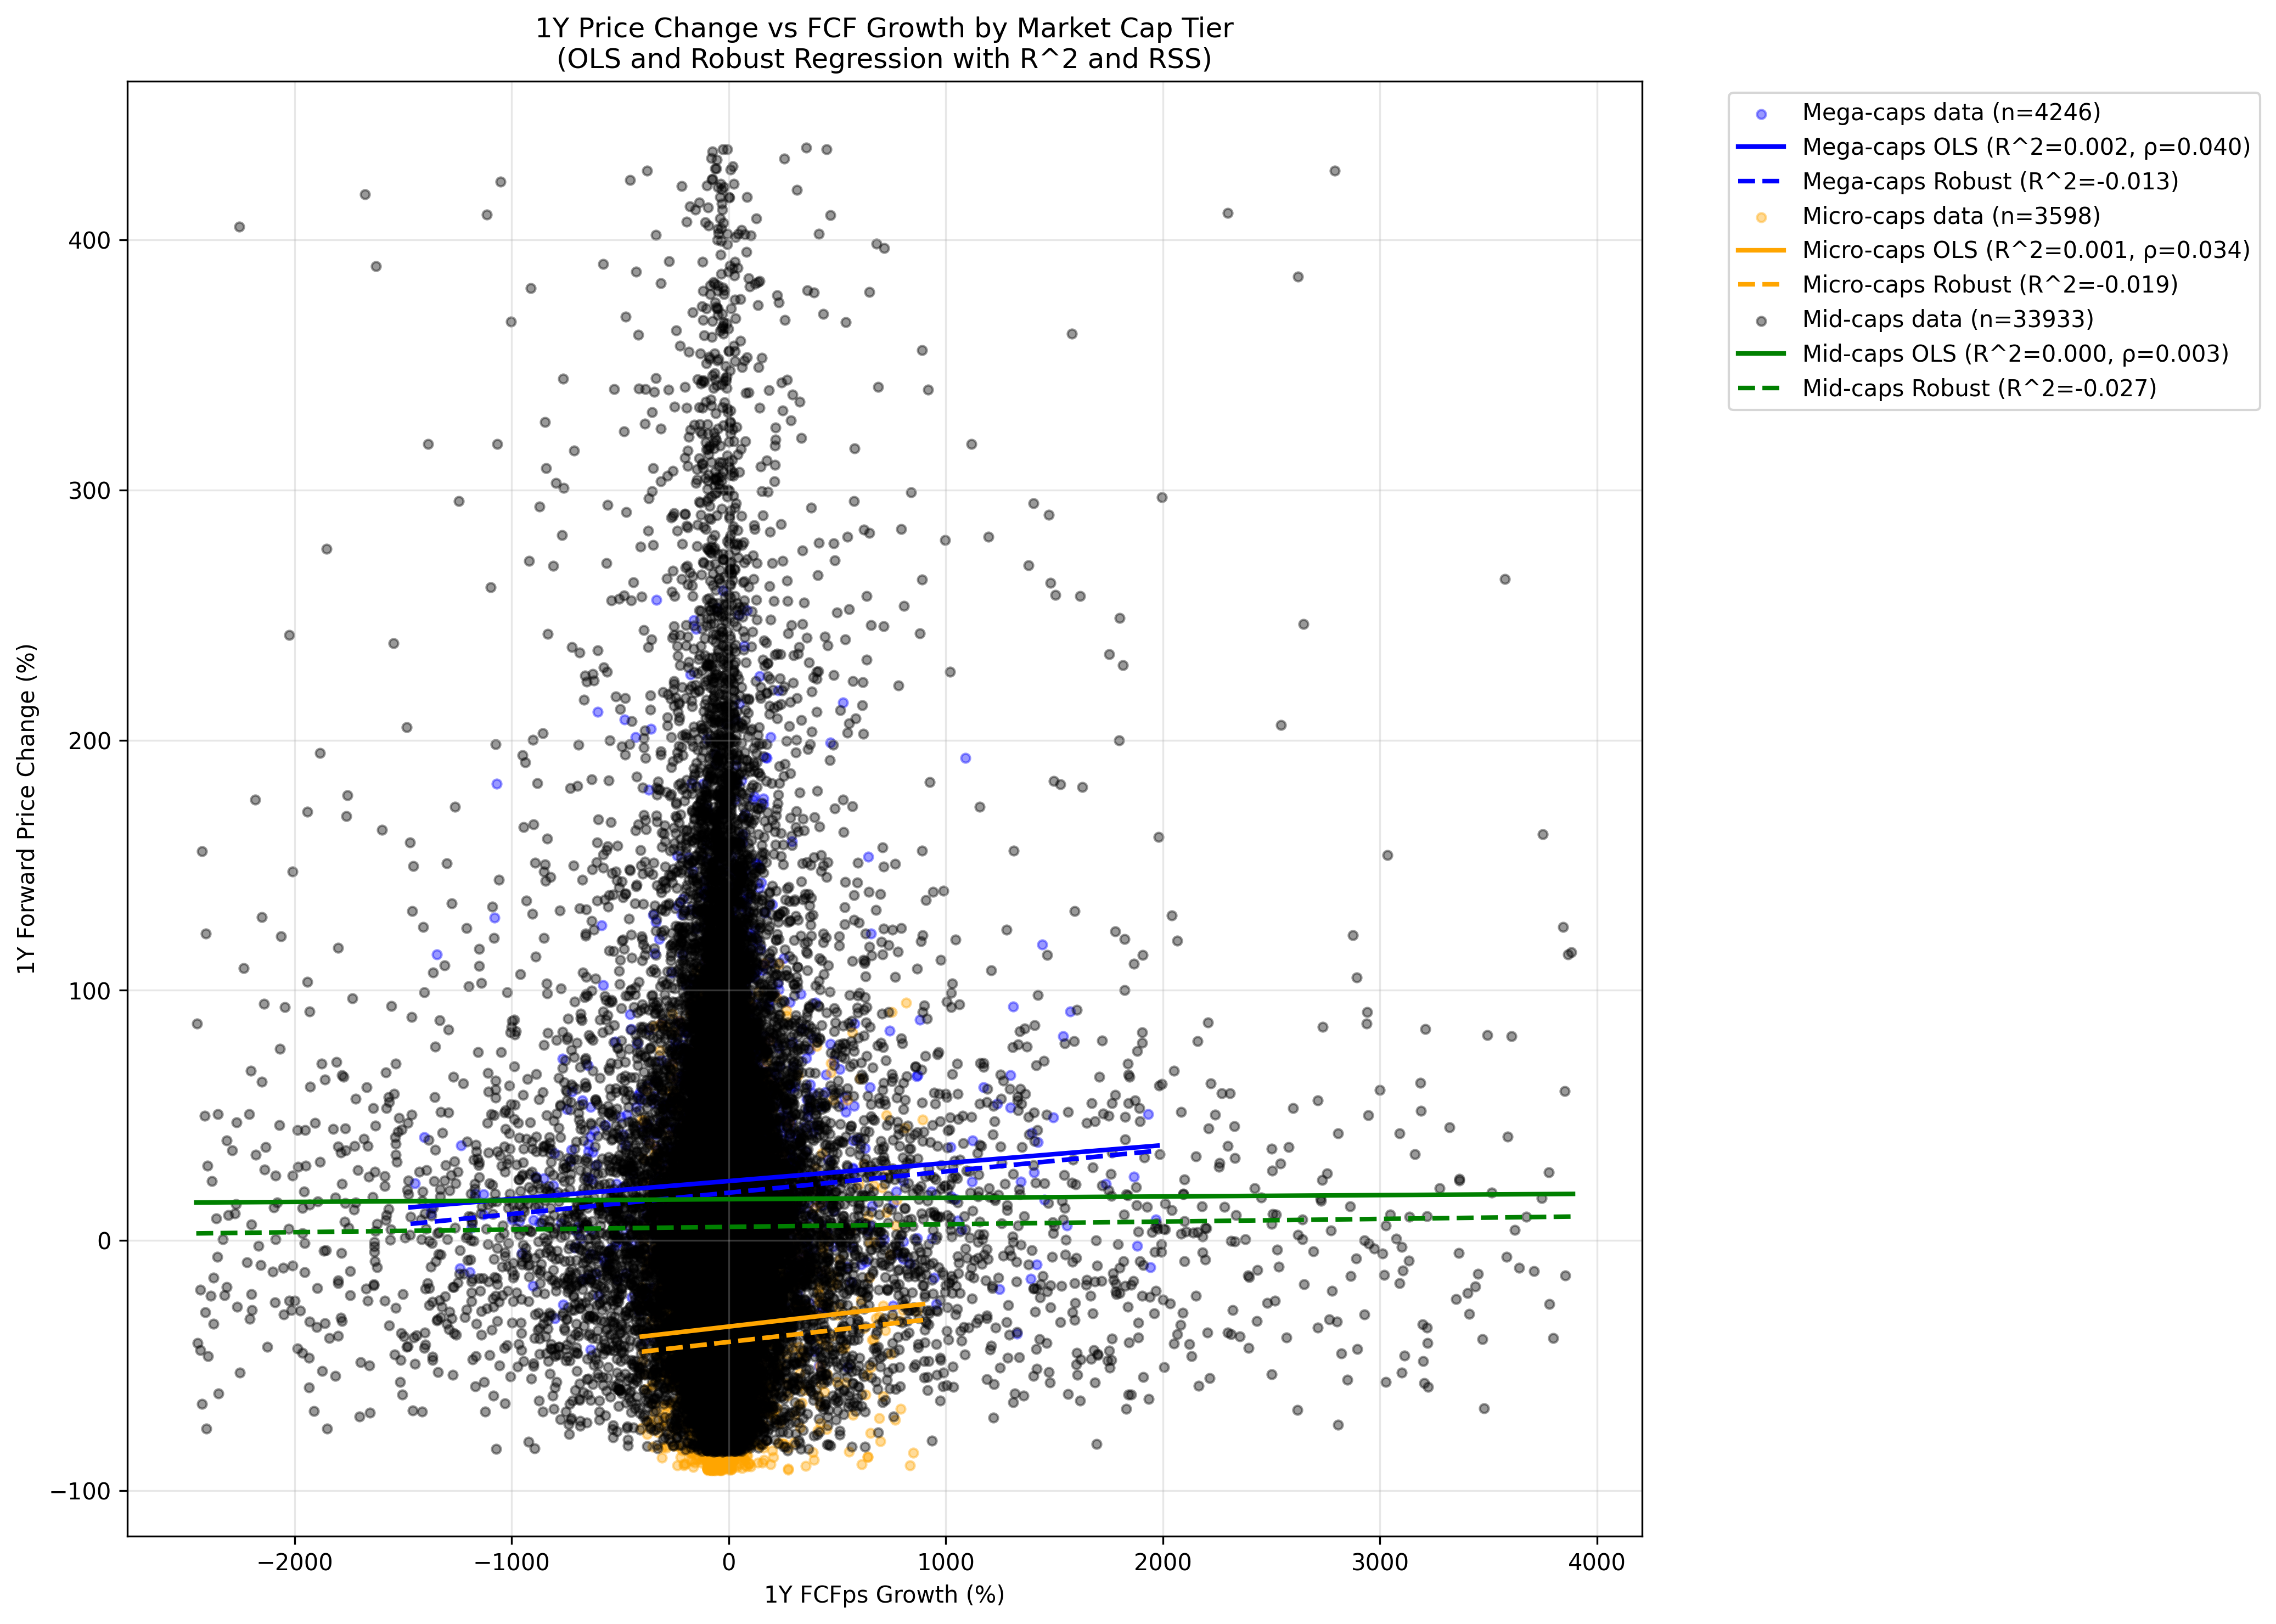 1Y Price Change vs FCF Growth by Market Cap Tier
(OLS and Robust Regression with R^2 and RSS)
Mega-caps data (n=4246)
Mega-caps OLS (R^2=0.002, ρ=0.040)
Mega-caps Robust (R^2=-0.013)
Micro-caps data (n=3598)
Micro-caps OLS (R^2=0.001, ρ=0.034)
Micro-caps Robust (R^2=-0.019)
Mid-caps data (n=33933)
Mid-caps OLS (R^2=0.000, ρ=0.003)
Mid-caps Robust (R^2=-0.027)
1Y Forward Price Change (%)
400
300
200
100
0
−100
−2000 −1000 0 1000 2000 3000 4000
1Y FCFps Growth (%)